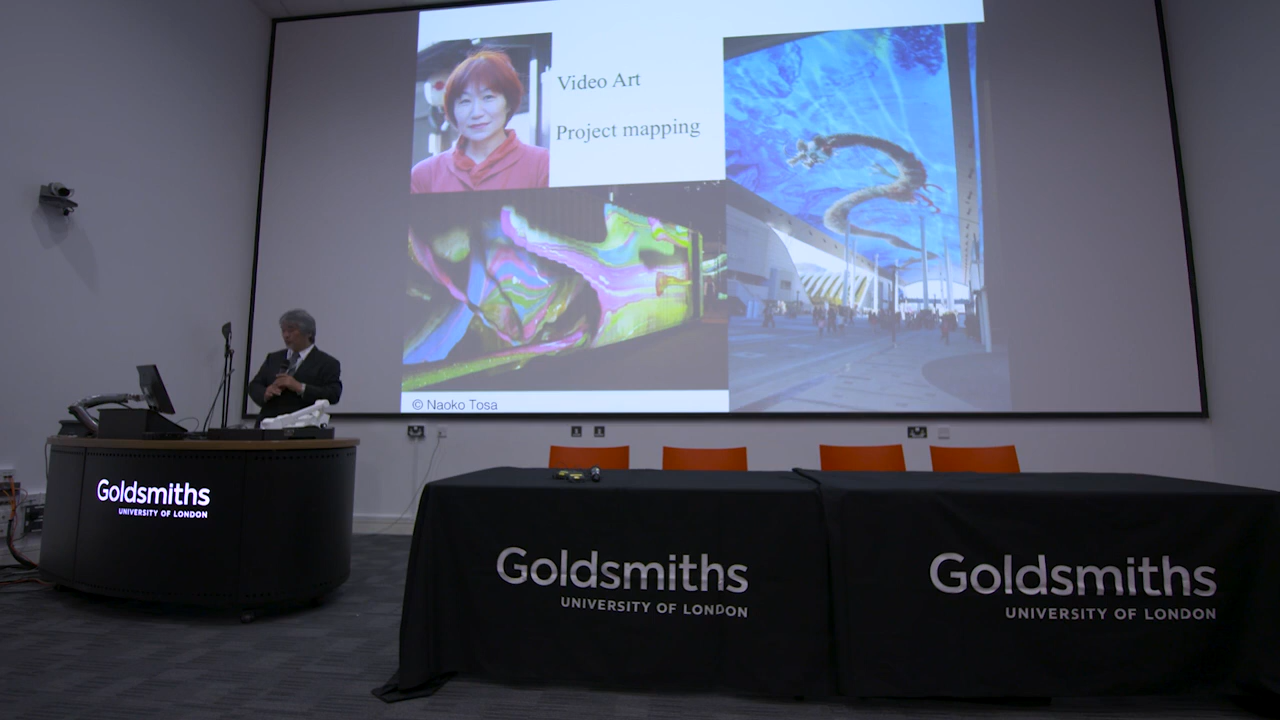 Video Art
Project mapping
© Naoko Tosa
Goldsmiths
UNIVERSITY OF LONDON
Goldsmiths
UNIVERSITY OF LONDON
Goldsmiths
UNIVERSITY OF LONDON